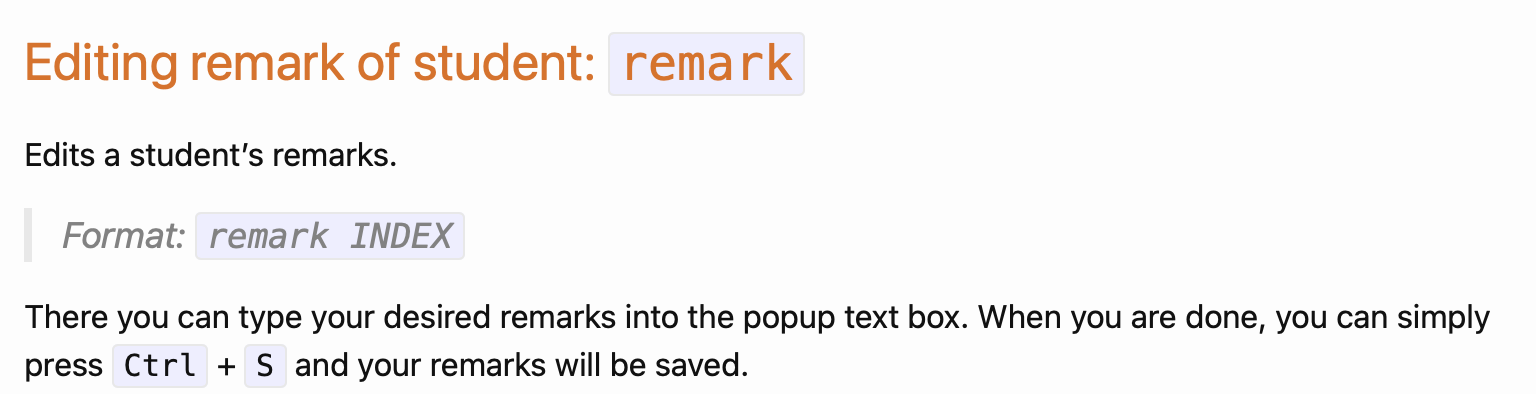 Editing remark of student: remark
Edits a student’s remarks.
Format: remark INDEX
There you can type your desired remarks into the popup text box. When you are done, you can simply
press Ctrl + S and your remarks will be saved.